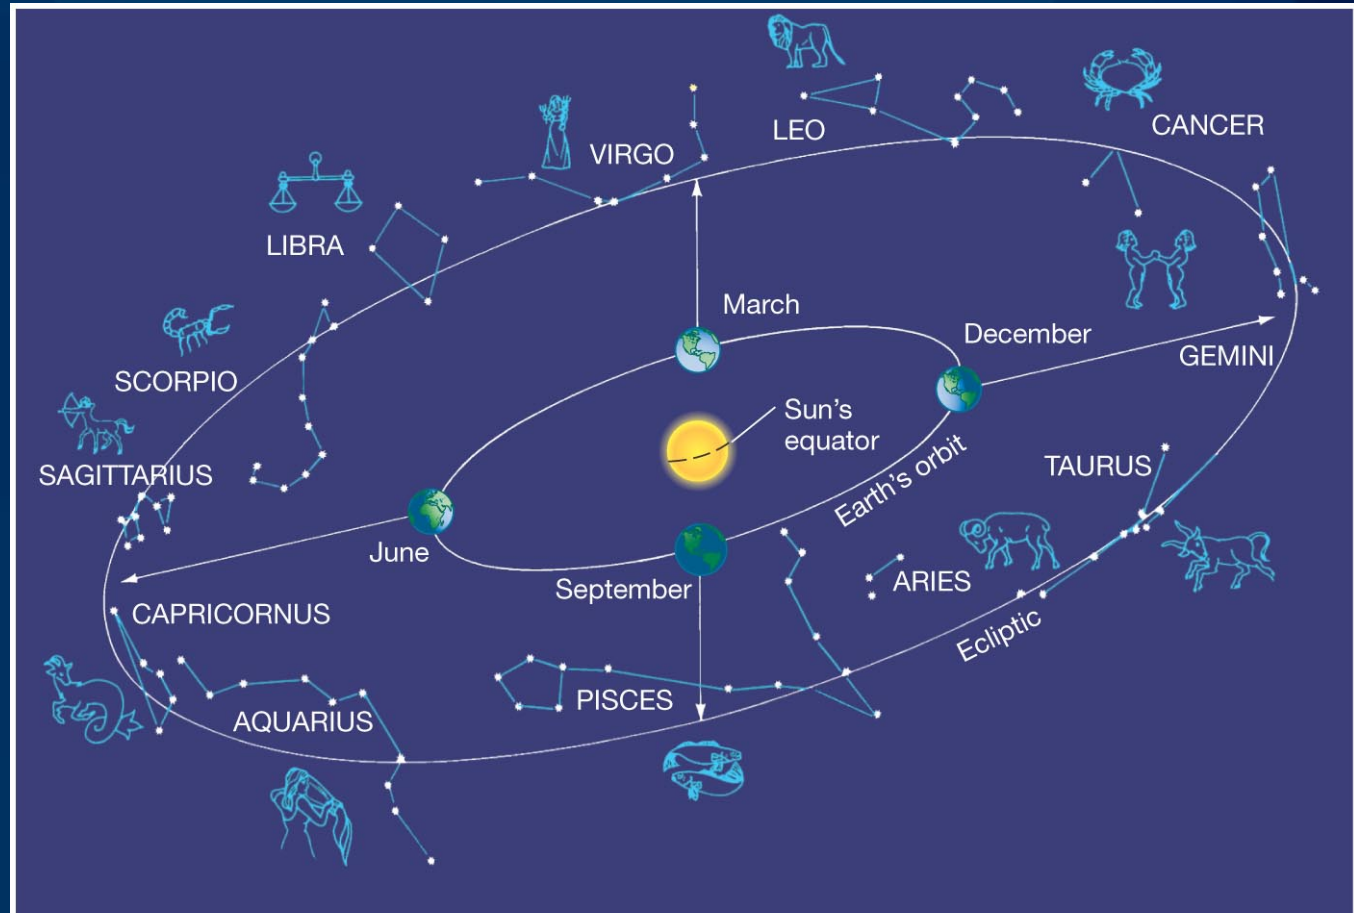 LEO
CANCER
VIRGO
LIBRA
March
December
GEMINI
SCORPIO
Sun's
equator
SAGITTARIUS
TAURUS
Earth's orbit
June
September
ARIES
CAPRICORNUS
Ecliptic
PISCES
AQUARIUS